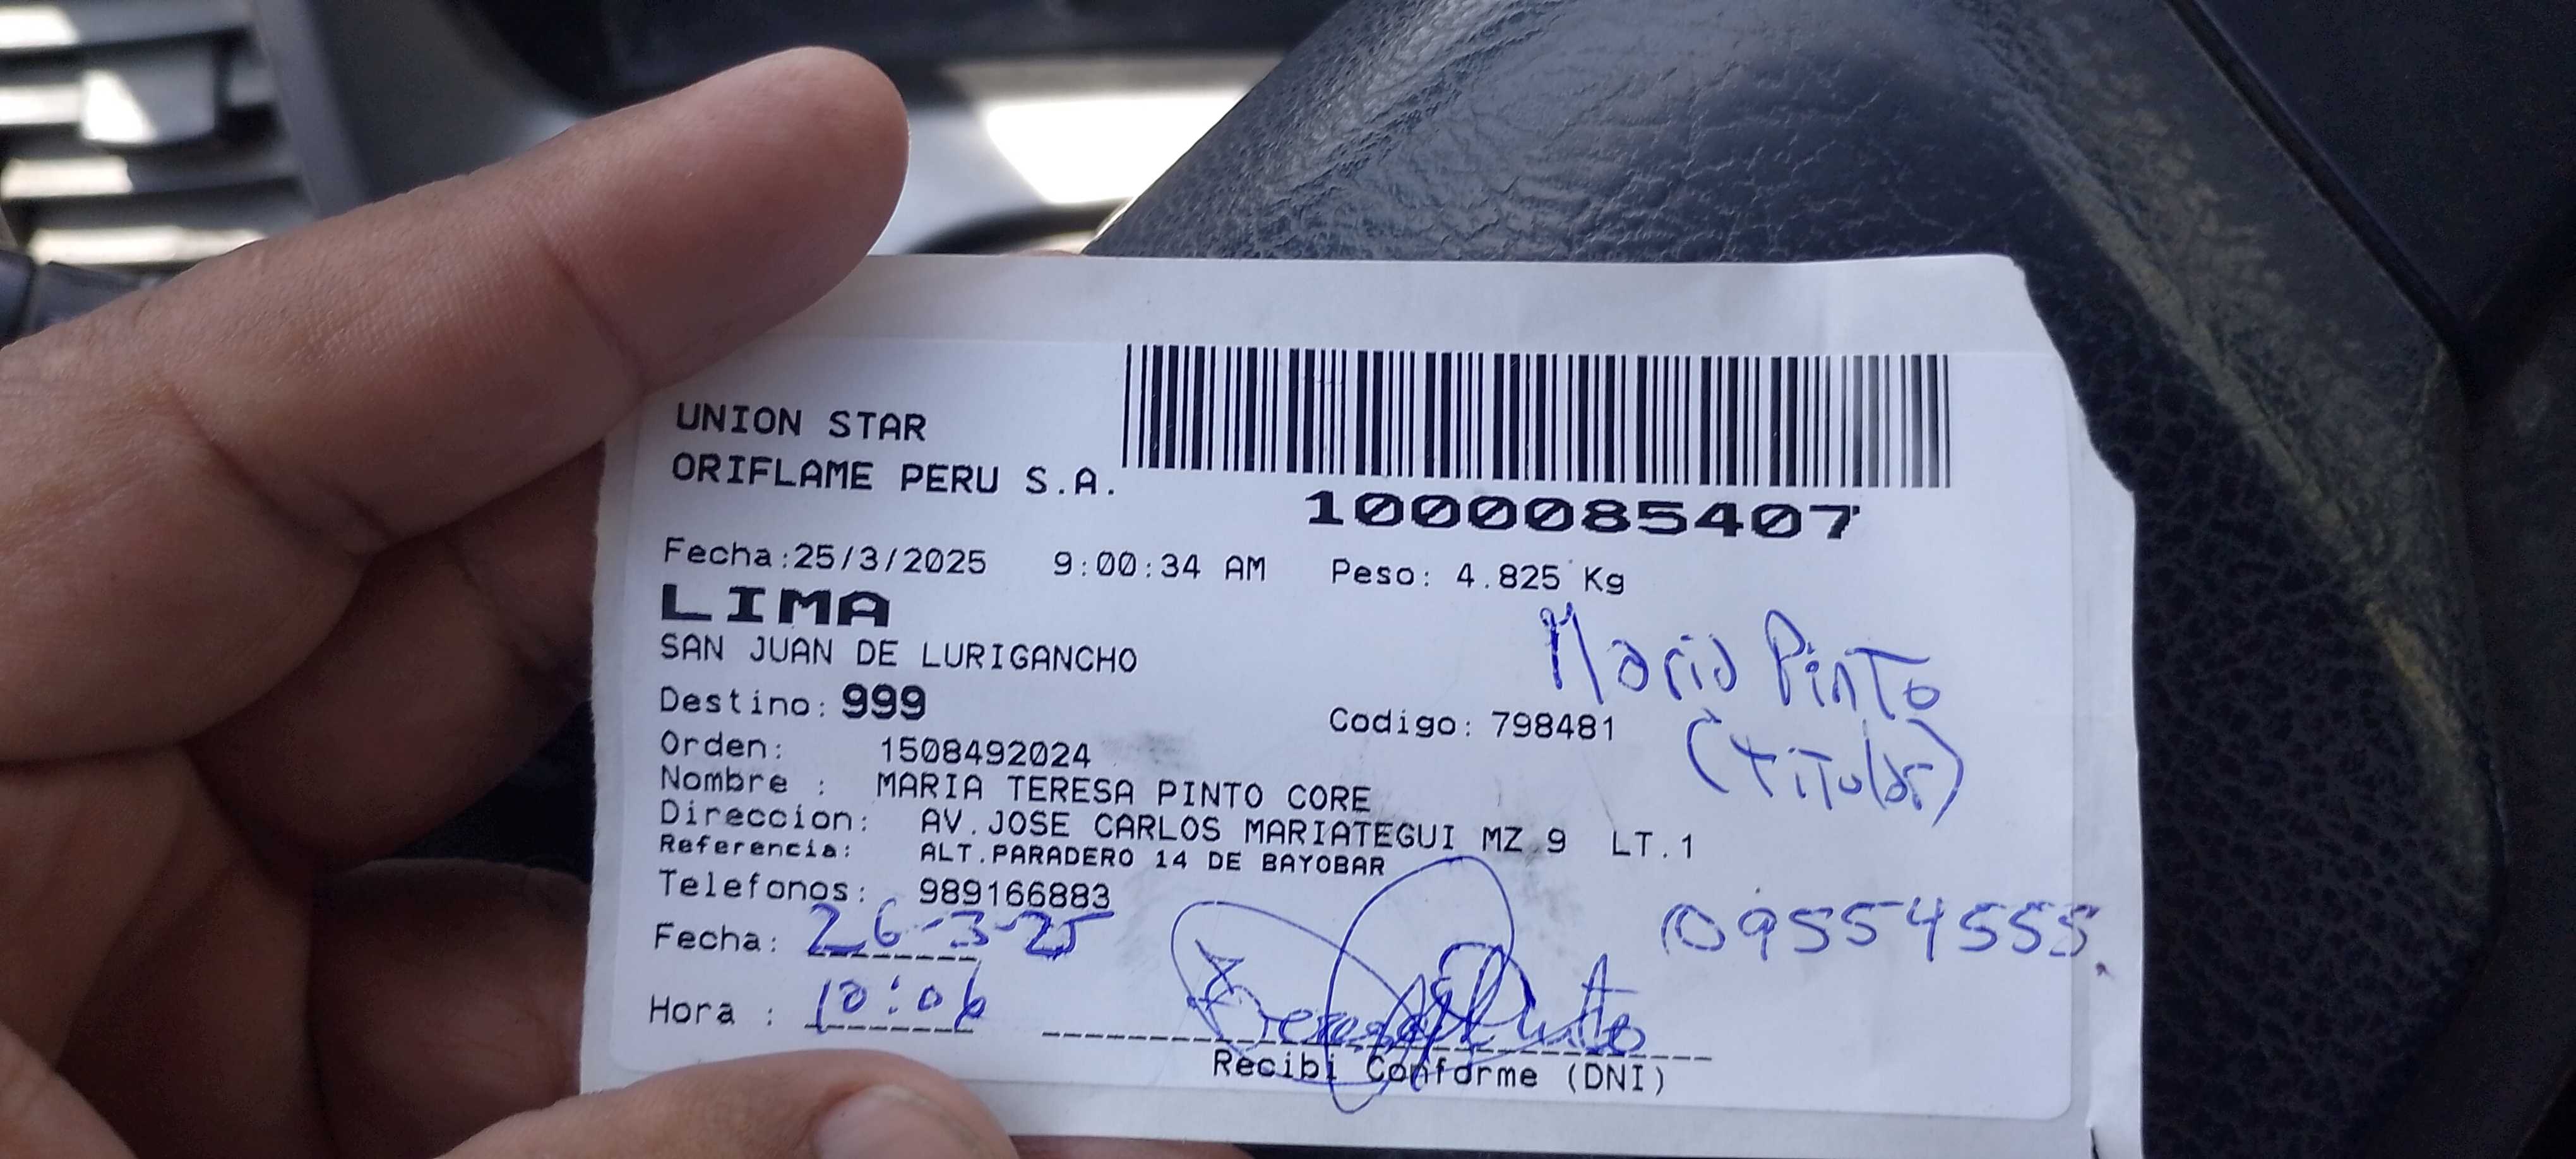 UNION STAR
ORIFLAME PERU S.A.
1000085407
Fecha:25/3/2025 9:00:34 AM Peso: 4.825 Kg
LIMA
SAN JUAN DE LURIGANCHO
Maria Pinto
Destino: 999
Codigo: 798481
(titular)
Orden: 1508492024
Nombre : MARIA TERESA PINTO CORE
Direccion: AV.JOSE CARLOS MARIATEGUI MZ 9 LT.1
Referencia: ALT.PARADERO 14 DE BAYOBAR
Telefonos: 989166883
Fecha: 26-3-25
09554555
Hora : 10:06
Teresa Pinto
Recibi Conforme (DNI)